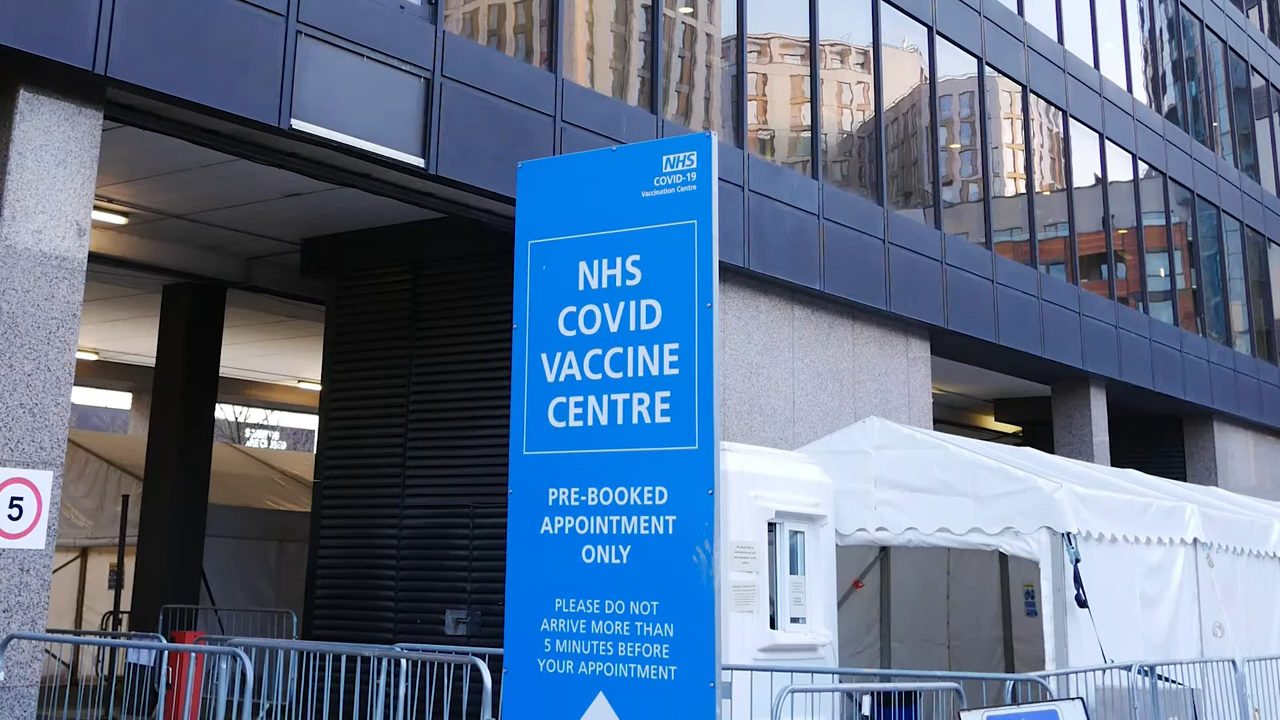 NHS
COVID-19
Vaccination Centre
NHS
COVID
VACCINE
CENTRE
PRE-BOOKED
APPOINTMENT
ONLY
PLEASE DO NOT
ARRIVE MORE THAN
5 MINUTES BEFORE
YOUR APPOINTMENT
5